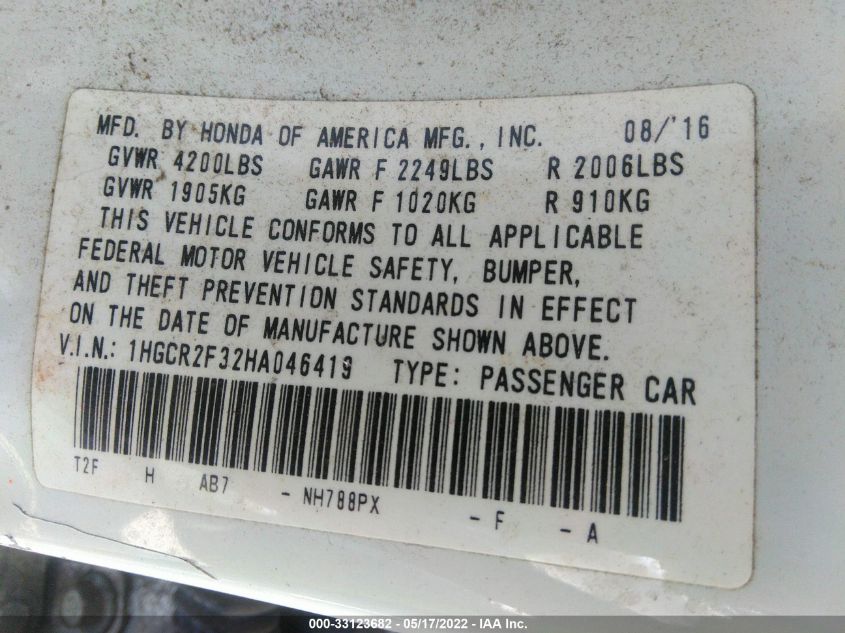 MFD. BY HONDA OF AMERICA MFG., INC. 08/'16
GVWR 4200LBS GAWR F 2249LBS R 2006LBS
GVWR 1905KG GAWR F 1020KG R 910KG
THIS VEHICLE CONFORMS TO ALL APPLICABLE
FEDERAL MOTOR VEHICLE SAFETY, BUMPER,
AND THEFT PREVENTION STANDARDS IN EFFECT
ON THE DATE OF MANUFACTURE SHOWN ABOVE.
V.I.N.: 1HGCR2F32HA046419 TYPE: PASSENGER CAR
T2F H AB7 - NH788PX - F - A
000-33123682 - 05/17/2022 - IAA Inc.